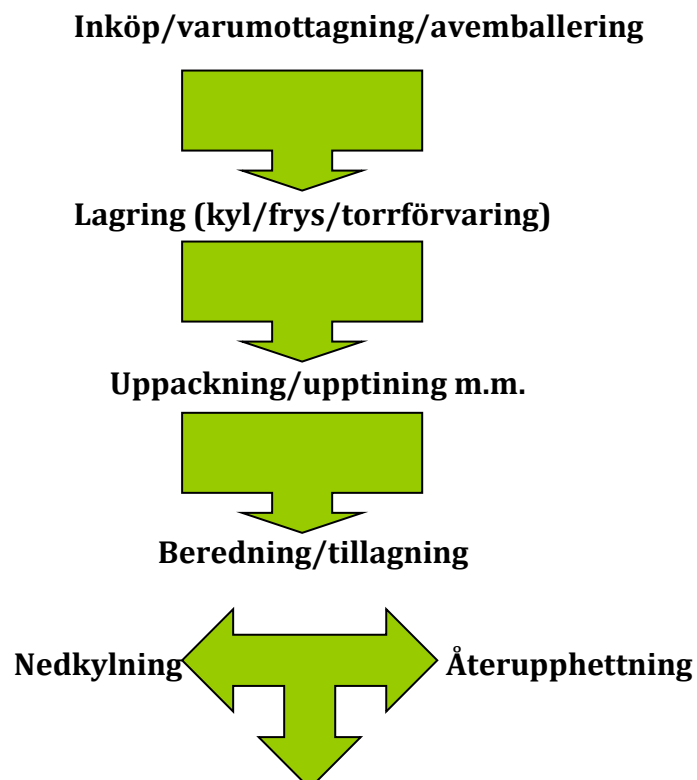 Inköp/varumottagning/avemballering
Lagring (kyl/frys/torrförvaring)
Uppackning/upptining m.m.
Beredning/tillagning
Nedkylning
Återupphettning